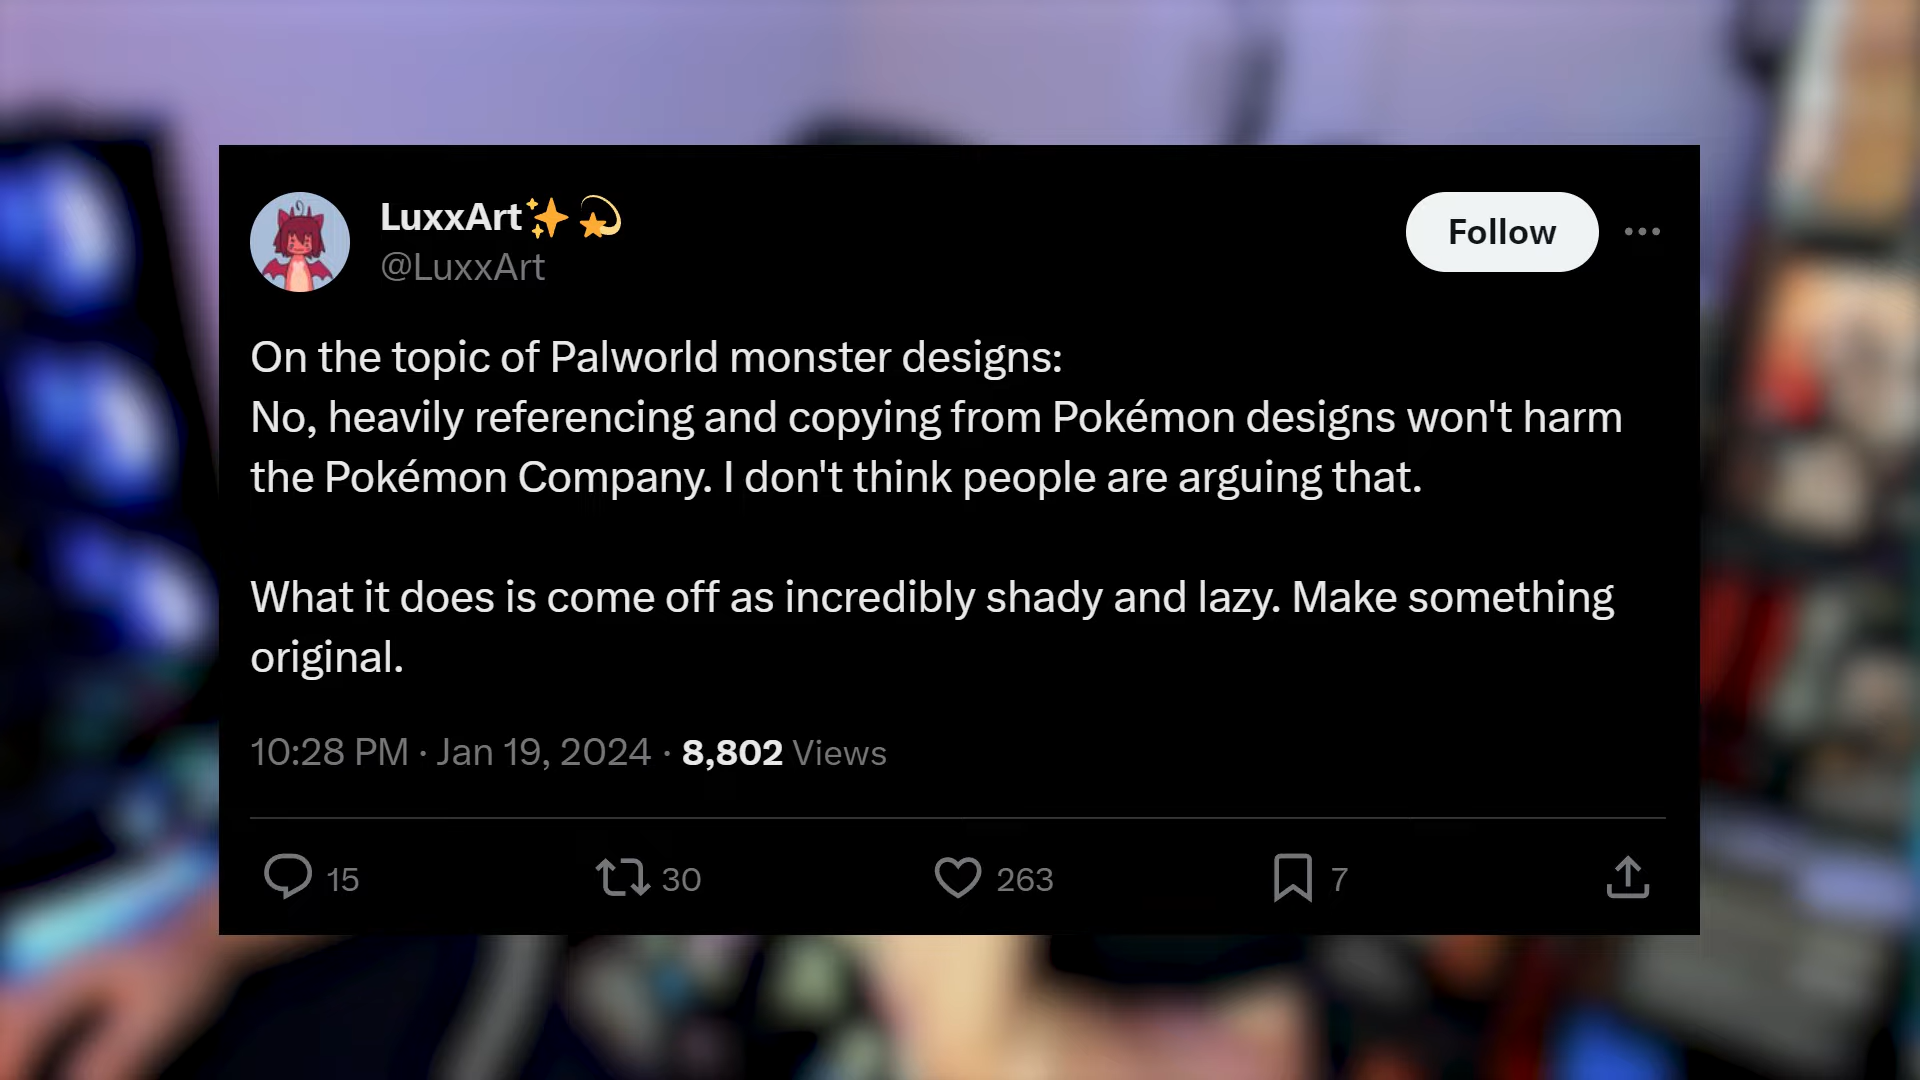 LuxxArt✨💫
@LuxxArt
Follow
On the topic of Palworld monster designs:
No, heavily referencing and copying from Pokémon designs won't harm
the Pokémon Company. I don't think people are arguing that.
What it does is come off as incredibly shady and lazy. Make something
original.
10:28 PM · Jan 19, 2024 · 8,802 Views
15 30 263 7